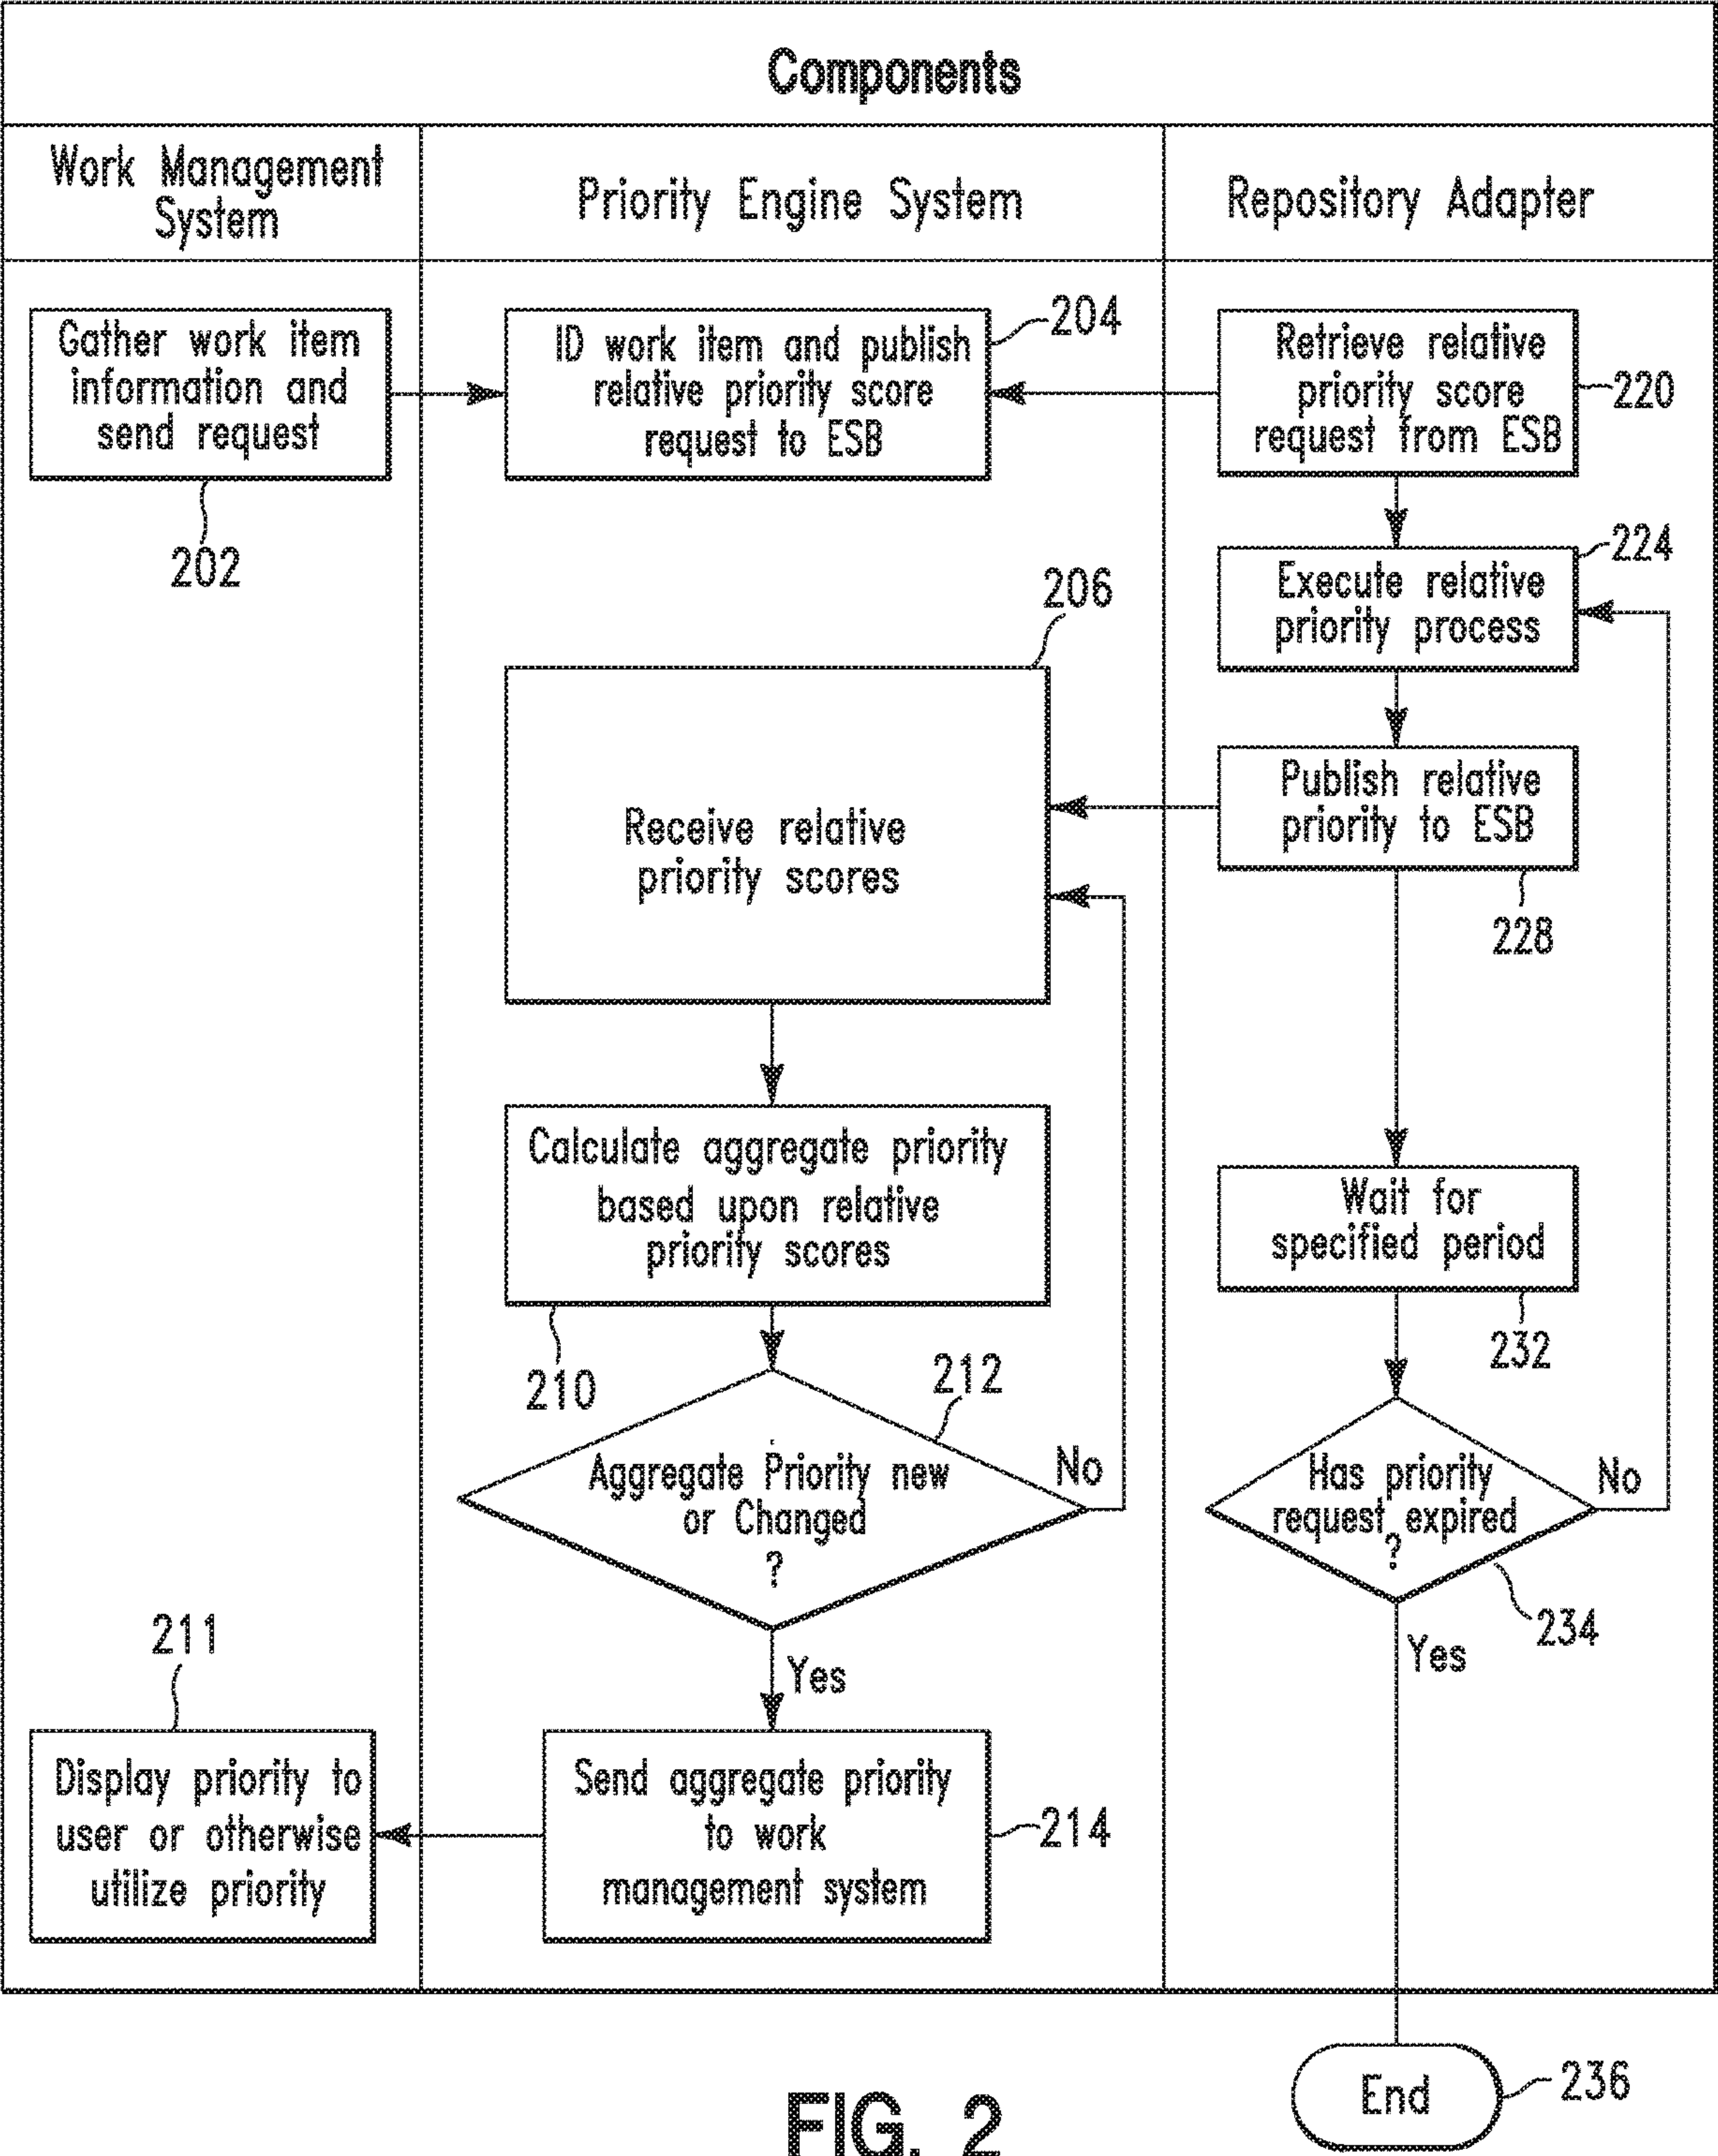 Components
Work Management
System
Priority Engine System
Repository Adapter
Gather work item
information and
send request
202
ID work item and publish
relative priority score
request to ESB
204
Retrieve relative
priority score
request from ESB
220
Execute relative
priority process
224
206
Receive relative
priority scores
Publish relative
priority to ESB
228
Calculate aggregate priority
based upon relative
priority scores
210
Wait for
specified period
232
212
Aggregate Priority new
or Changed
?
No
Yes
Has priority
request expired
?
No
234
Yes
211
Display priority to
user or otherwise
utilize priority
Send aggregate priority
to work
management system
214
End
236
FIG. 2